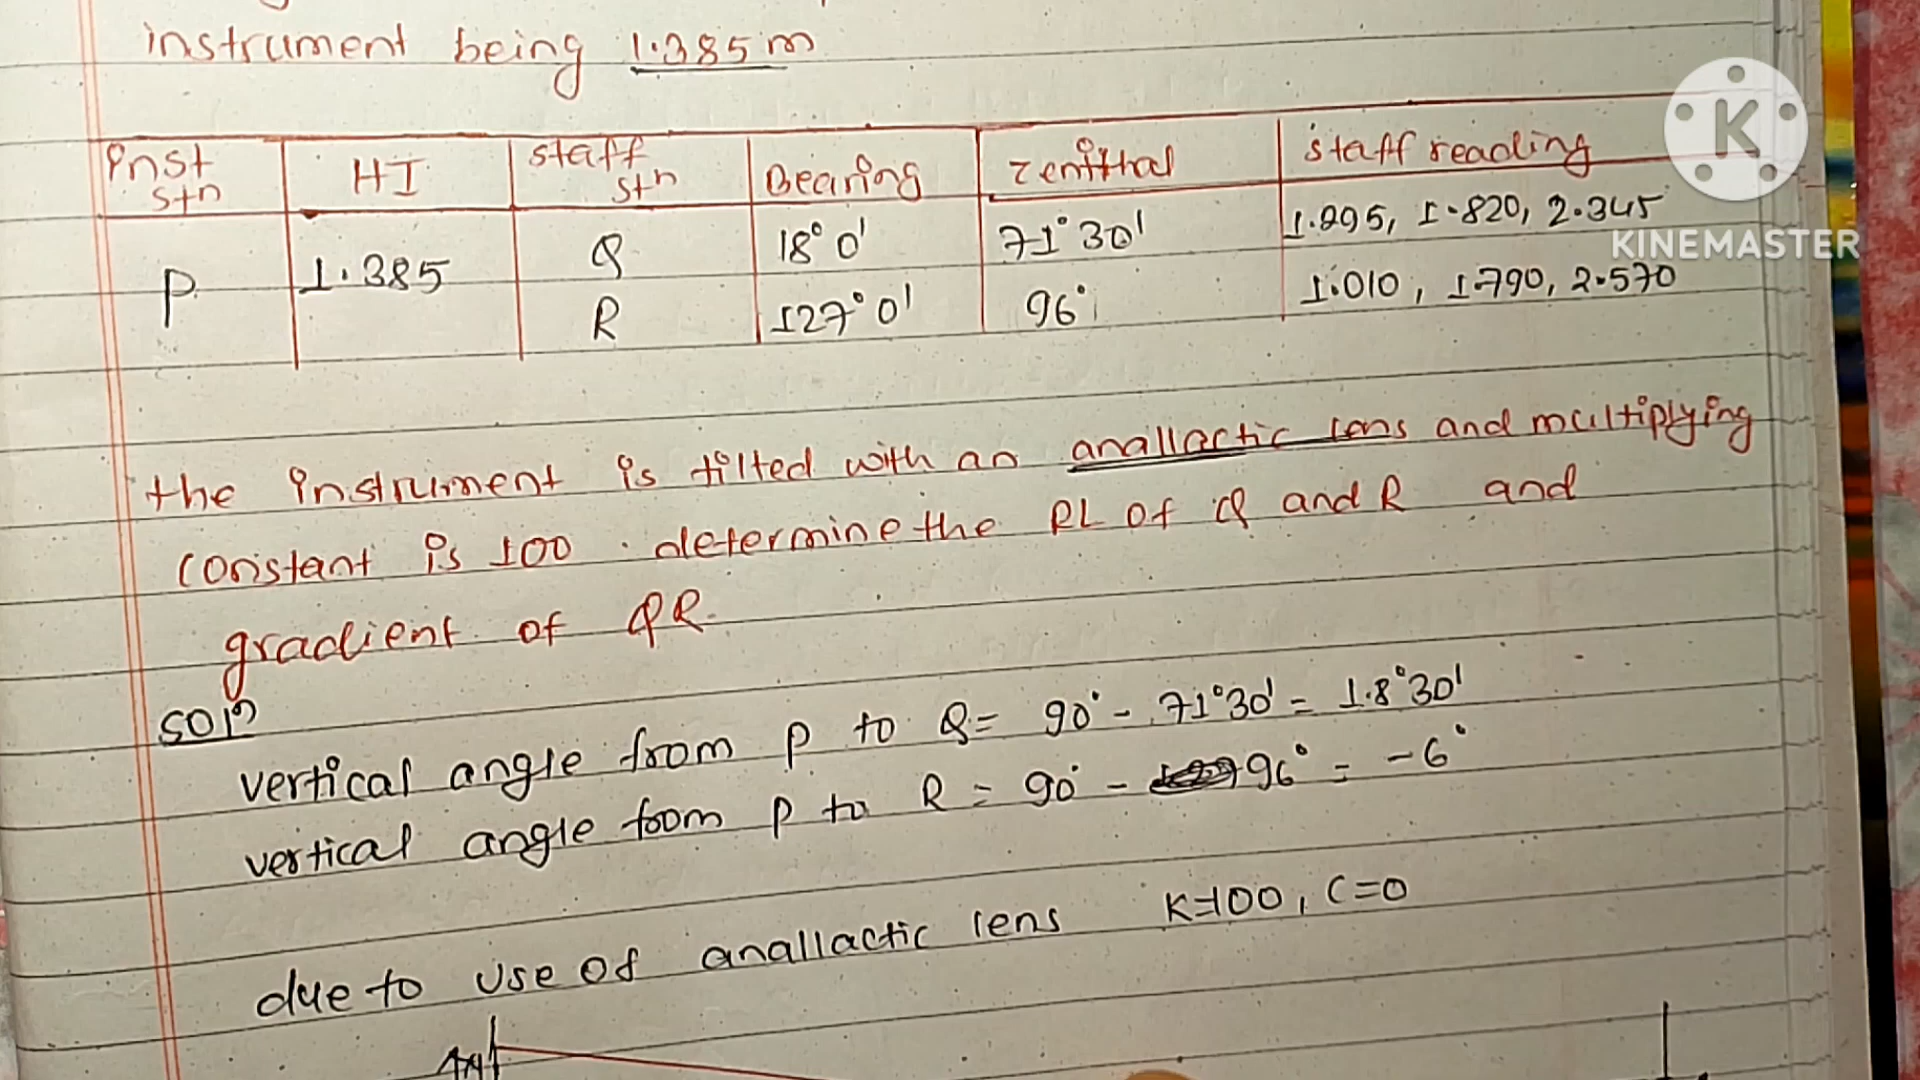 instrument being 1.385m
Inst stn HI staff stn Bearing zenithal staff reading
P 1.385 Q 18°0' 71°30' 1.295, 1.820, 2.345
R 127°0' 96° 1.010, 1.790, 2.570
K
KINEMASTER
the instrument is tilted with an anallactic lens and multiplying
constant is 100. determine the RL of Q and R and
gradient of QR.
Soln
vertical angle from P to Q = 90° - 71°30' = 18°30'
vertical angle from P to R = 90° - 96° = -6°
due to use of anallactic lens K=100, C=0